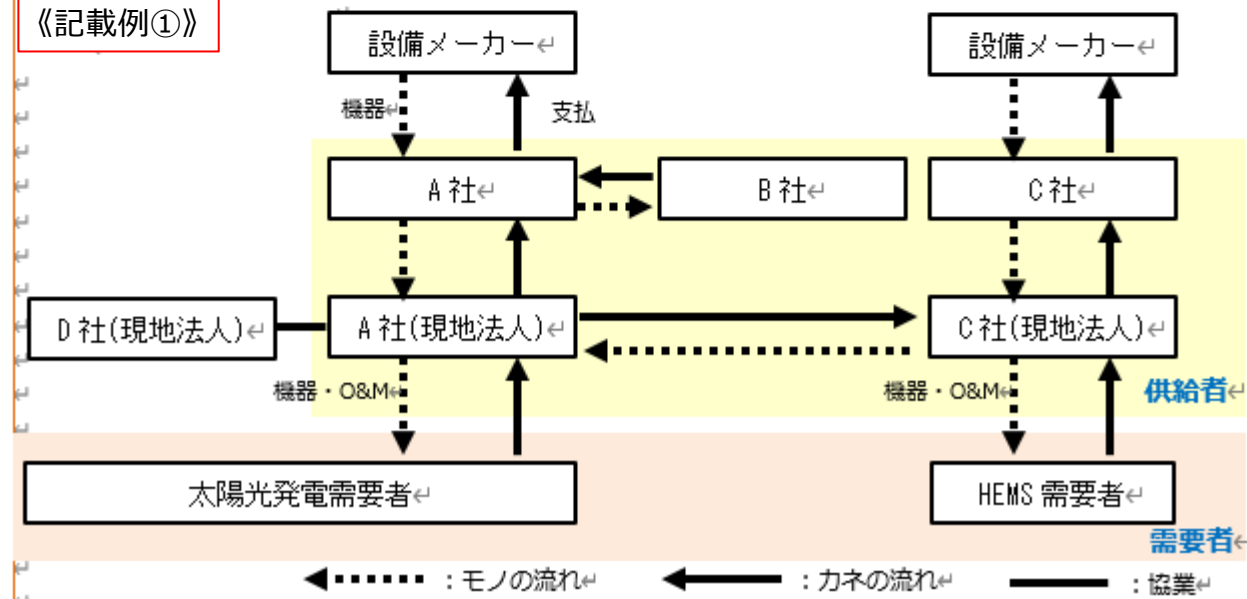 《記載例①》
設備メーカー↵
設備メーカー↵
機器↵
支払
A社↵
B社↵
C社↵
D社(現地法人)↵
A社(現地法人)↵
C社(現地法人)↵
機器・O&M↵
機器・O&M↵
供給者↵
太陽光発電需要者↵
HEMS需要者↵
需要者↵
:モノの流れ↵
:カネの流れ↵
:協業↵